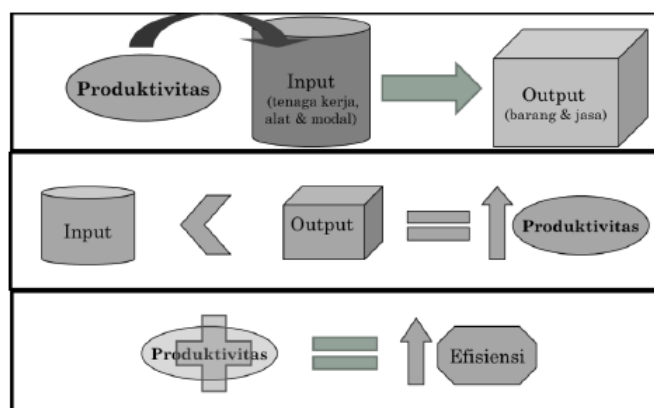 Produktivitas
Input
(tenaga kerja,
alat & modal)
Output
(barang & jasa)
Input
Output
Produktivitas
Produktivitas
Efisiensi